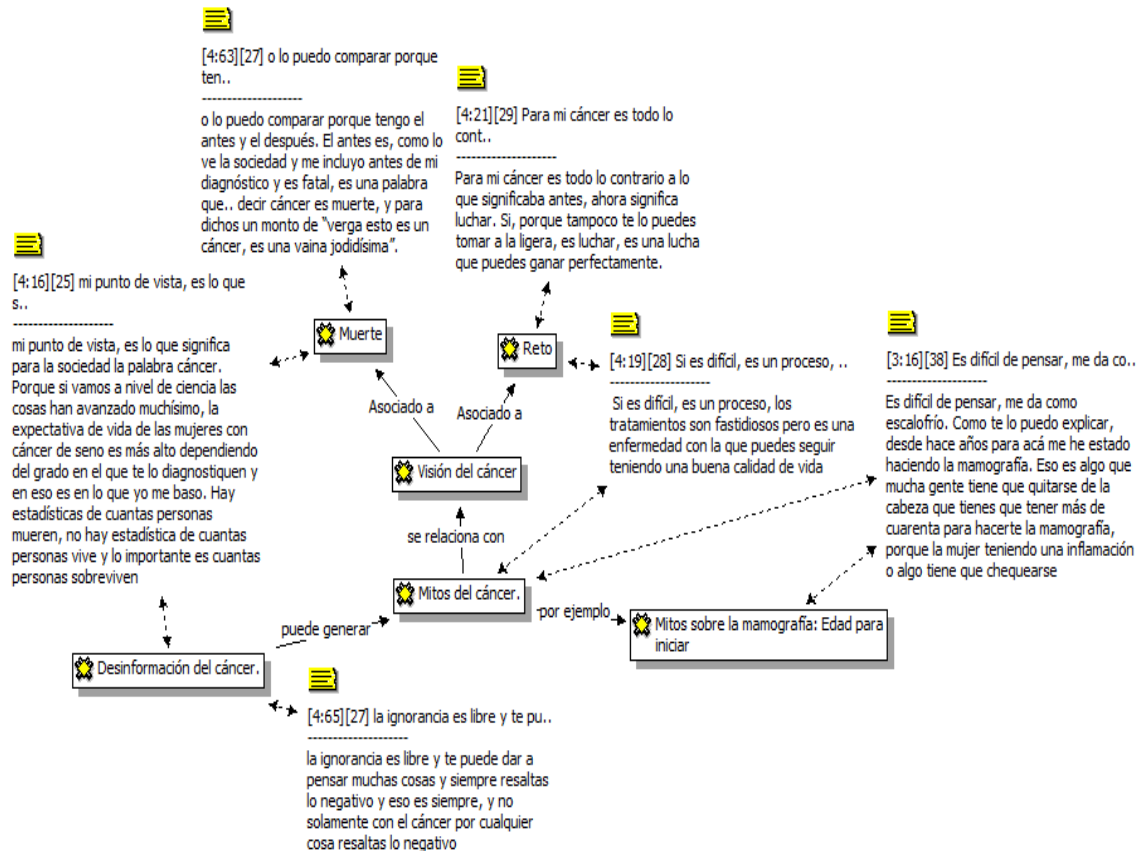 [4:63][27] o lo puedo comparar porque
ten..
--------------------
o lo puedo comparar porque tengo el
antes y el después. El antes es, como lo
ve la sociedad y me incluyo antes de mi
diagnóstico y es fatal, es una palabra
que.. decir cáncer es muerte, y para
dichos un monto de “verga esto es un
cáncer, es una vaina jodidísima”.
[4:21][29] Para mi cáncer es todo lo
cont..
--------------------
Para mi cáncer es todo lo contrario a lo
que significaba antes, ahora significa
luchar. Si, porque tampoco te lo puedes
tomar a la ligera, es luchar, es una lucha
que puedes ganar perfectamente.
[4:16][25] mi punto de vista, es lo que
s..
--------------------
mi punto de vista, es lo que significa
para la sociedad la palabra cáncer.
Porque si vamos a nivel de ciencia las
cosas han avanzado muchísimo, la
expectativa de vida de las mujeres con
cáncer de seno es más alto dependiendo
del grado en el que te lo diagnostiquen y
en eso es en lo que yo me baso. Hay
estadísticas de cuantas personas
mueren, no hay estadística de cuantas
personas vive y lo importante es cuantas
personas sobreviven
Muerte
Reto
[4:19][28] Si es difícil, es un proceso, ..
--------------------
Si es difícil, es un proceso, los
tratamientos son fastidiosos pero es una
enfermedad con la que puedes seguir
teniendo una buena calidad de vida
[3:16][38] Es difícil de pensar, me da co..
--------------------
Es difícil de pensar, me da como
escalofrío. Como te lo puedo explicar,
desde hace años para acá me he estado
haciendo la mamografía. Eso es algo que
mucha gente tiene que quitarse de la
cabeza que tienes que tener más de
cuarenta para hacerte la mamografía,
porque la mujer teniendo una inflamación
o algo tiene que chequearse
Asociado a
Asociado a
Visión del cáncer
se relaciona con
Mitos del cáncer.
por ejemplo
Mitos sobre la mamografía: Edad para
iniciar
puede generar
Desinformación del cáncer.
[4:65][27] la ignorancia es libre y te pu..
--------------------
la ignorancia es libre y te puede dar a
pensar muchas cosas y siempre resaltas
lo negativo y eso es siempre, y no
solamente con el cáncer por cualquier
cosa resaltas lo negativo